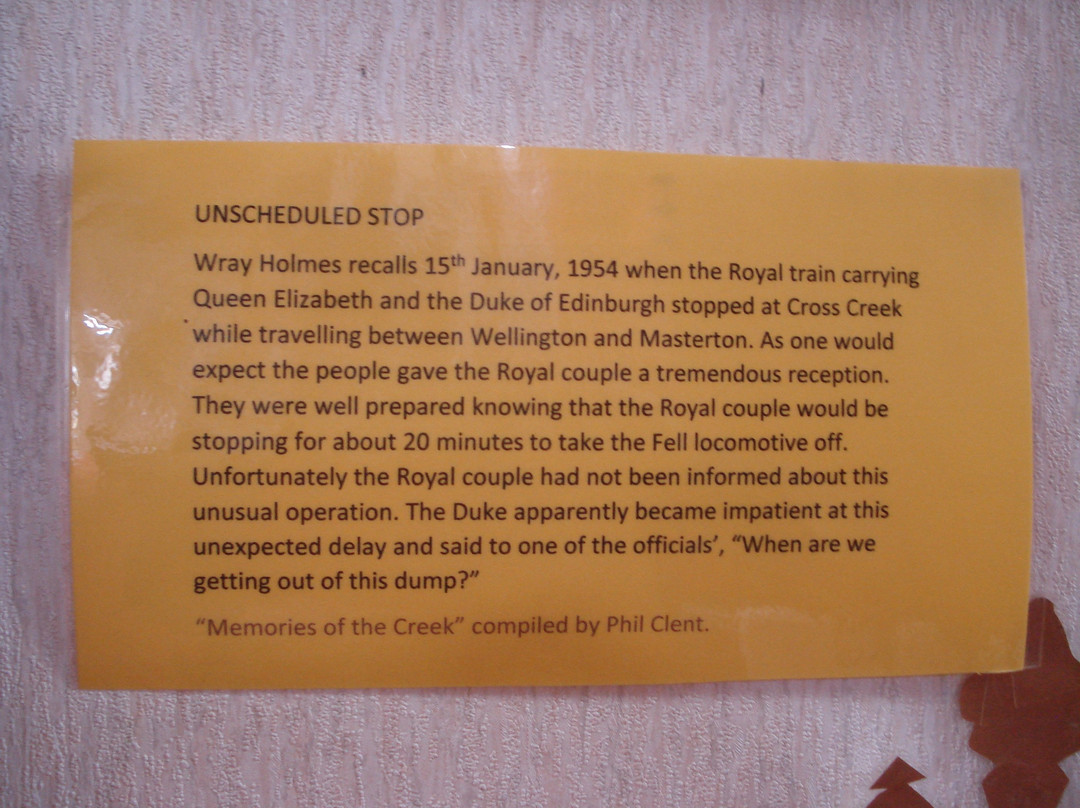 UNSCHEDULED STOP
Wray Holmes recalls 15th January, 1954 when the Royal train carrying
Queen Elizabeth and the Duke of Edinburgh stopped at Cross Creek
while travelling between Wellington and Masterton. As one would
expect the people gave the Royal couple a tremendous reception.
They were well prepared knowing that the Royal couple would be
stopping for about 20 minutes to take the Fell locomotive off.
Unfortunately the Royal couple had not been informed about this
unusual operation. The Duke apparently became impatient at this
unexpected delay and said to one of the officials’, “When are we
getting out of this dump?”
“Memories of the Creek” compiled by Phil Clent.